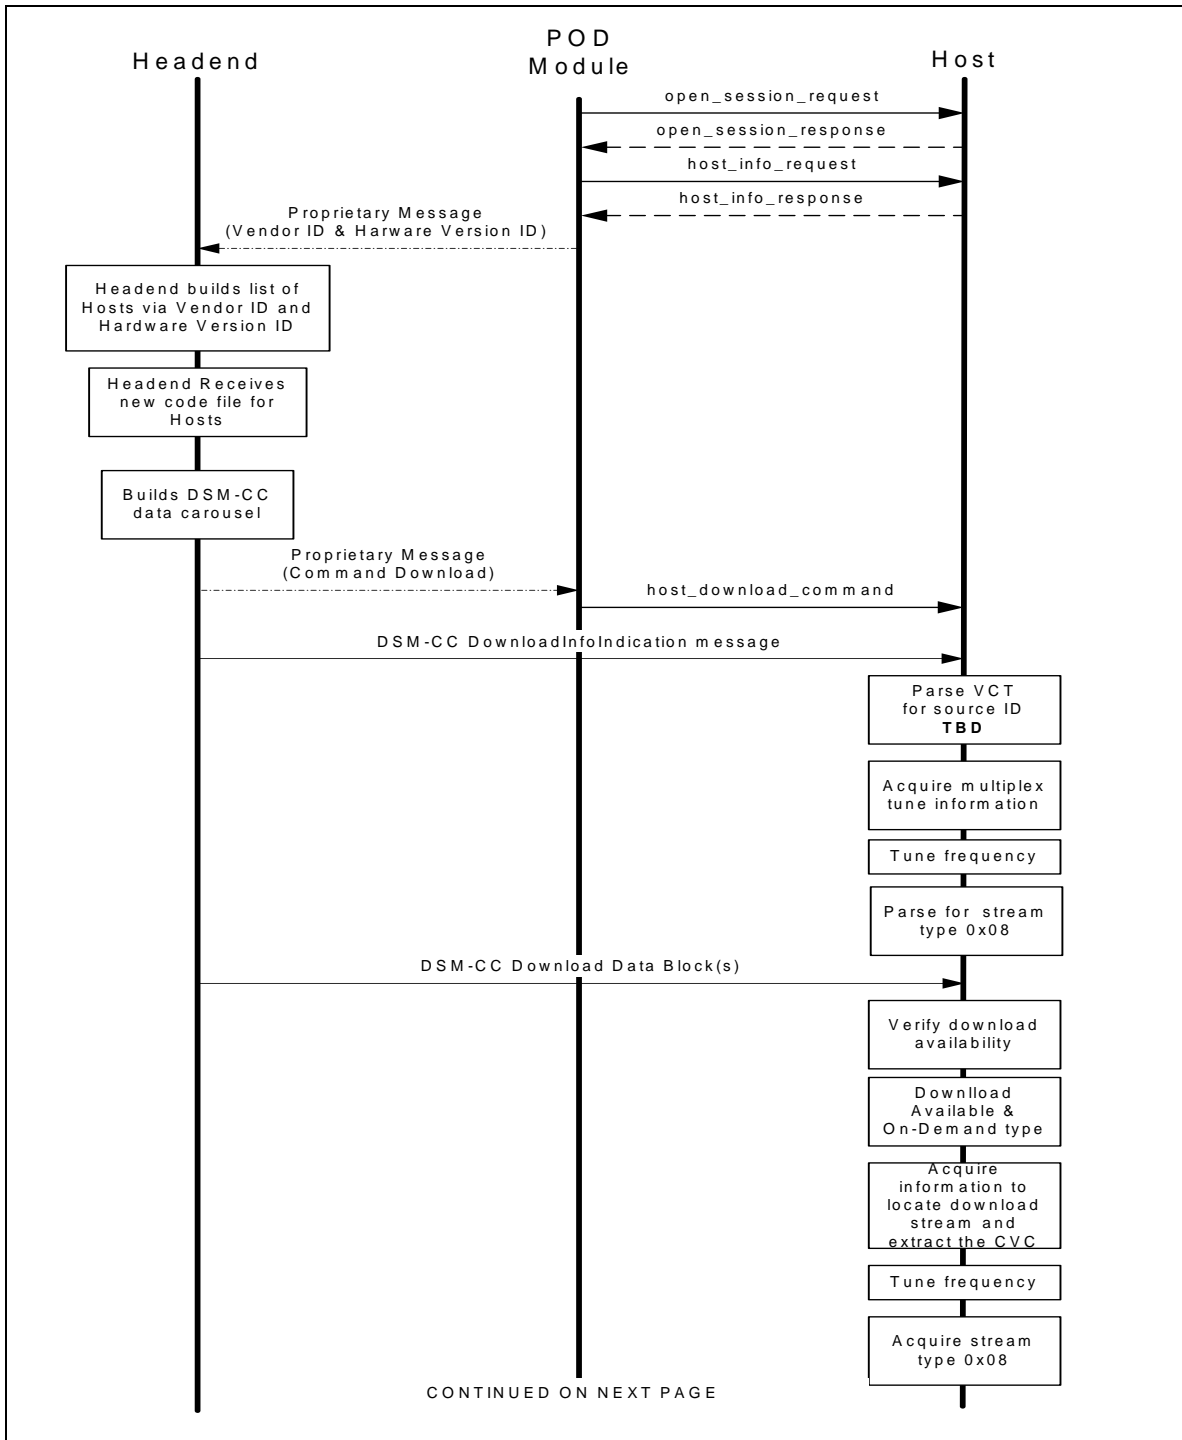 Headend
POD
Module
Host
open_session_request
open_session_response
host_info_request
host_info_response
Proprietary Message
(Vendor ID & Harware Version ID)
Headend builds list of
Hosts via Vendor ID and
Hardware Version ID
Headend Receives
new code file for
Hosts
Builds DSM-CC
data carousel
Proprietary Message
(Command Download)
host_download_command
DSM-CC DownloadInfoIndication message
Parse VCT
for source ID
TBD
Acquire multiplex
tune information
Tune frequency
Parse for stream
type 0x08
DSM-CC Download Data Block(s)
Verify download
availability
Downlload
Available &
On-Demand type
Acquire
information to
locate download
stream and
extract the CVC
Tune frequency
Acquire stream
type 0x08
CONTINUED ON NEXT PAGE